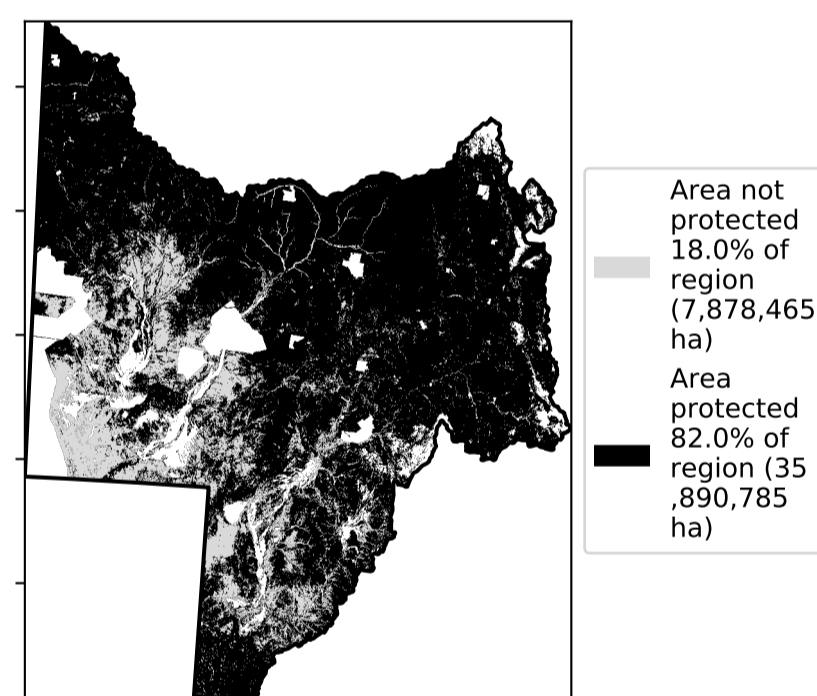 Area not
protected
18.0% of
region
(7,878,465
ha)
Area
protected
82.0% of
region (35
,890,785
ha)